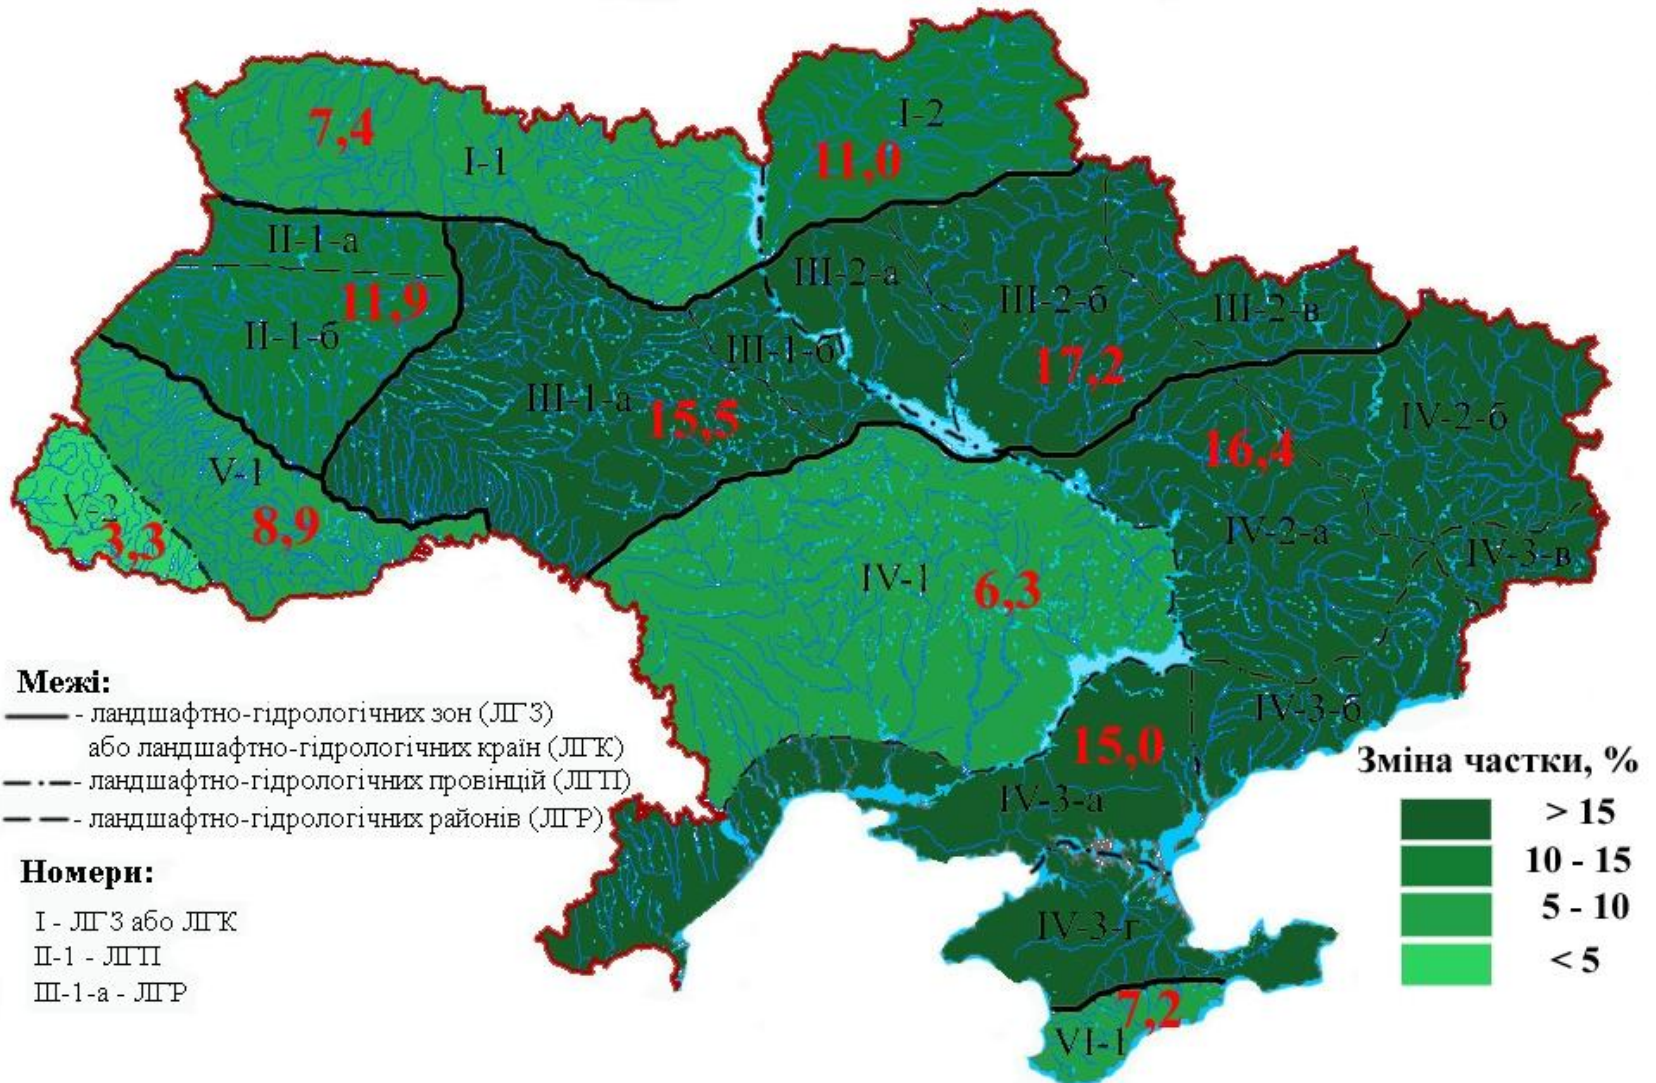 I-2
7,4
I-1
11,0
II-1-а
III-2-а
11,9
III-2-б
III-2-в
II-1-б
III-1-б
17,2
III-1-а
15,5
IV-2-б
16,4
V-1
V-2
3,3
8,9
IV-2-а
IV-3-в
IV-1
6,3
IV-3-б
15,0
IV-3-а
IV-3-г
7,2
VI-1
Межі:
- ландшафтно-гідрологічних зон (ЛГЗ)
або ландшафтно-гідрологічних країн (ЛГК)
- ландшафтно-гідрологічних провінцій (ЛГП)
- ландшафтно-гідрологічних районів (ЛГР)
Номери:
I - ЛГЗ або ЛГК
II-1 - ЛГП
III-1-а - ЛГР
Зміна частки, %
> 15
10 - 15
5 - 10
< 5